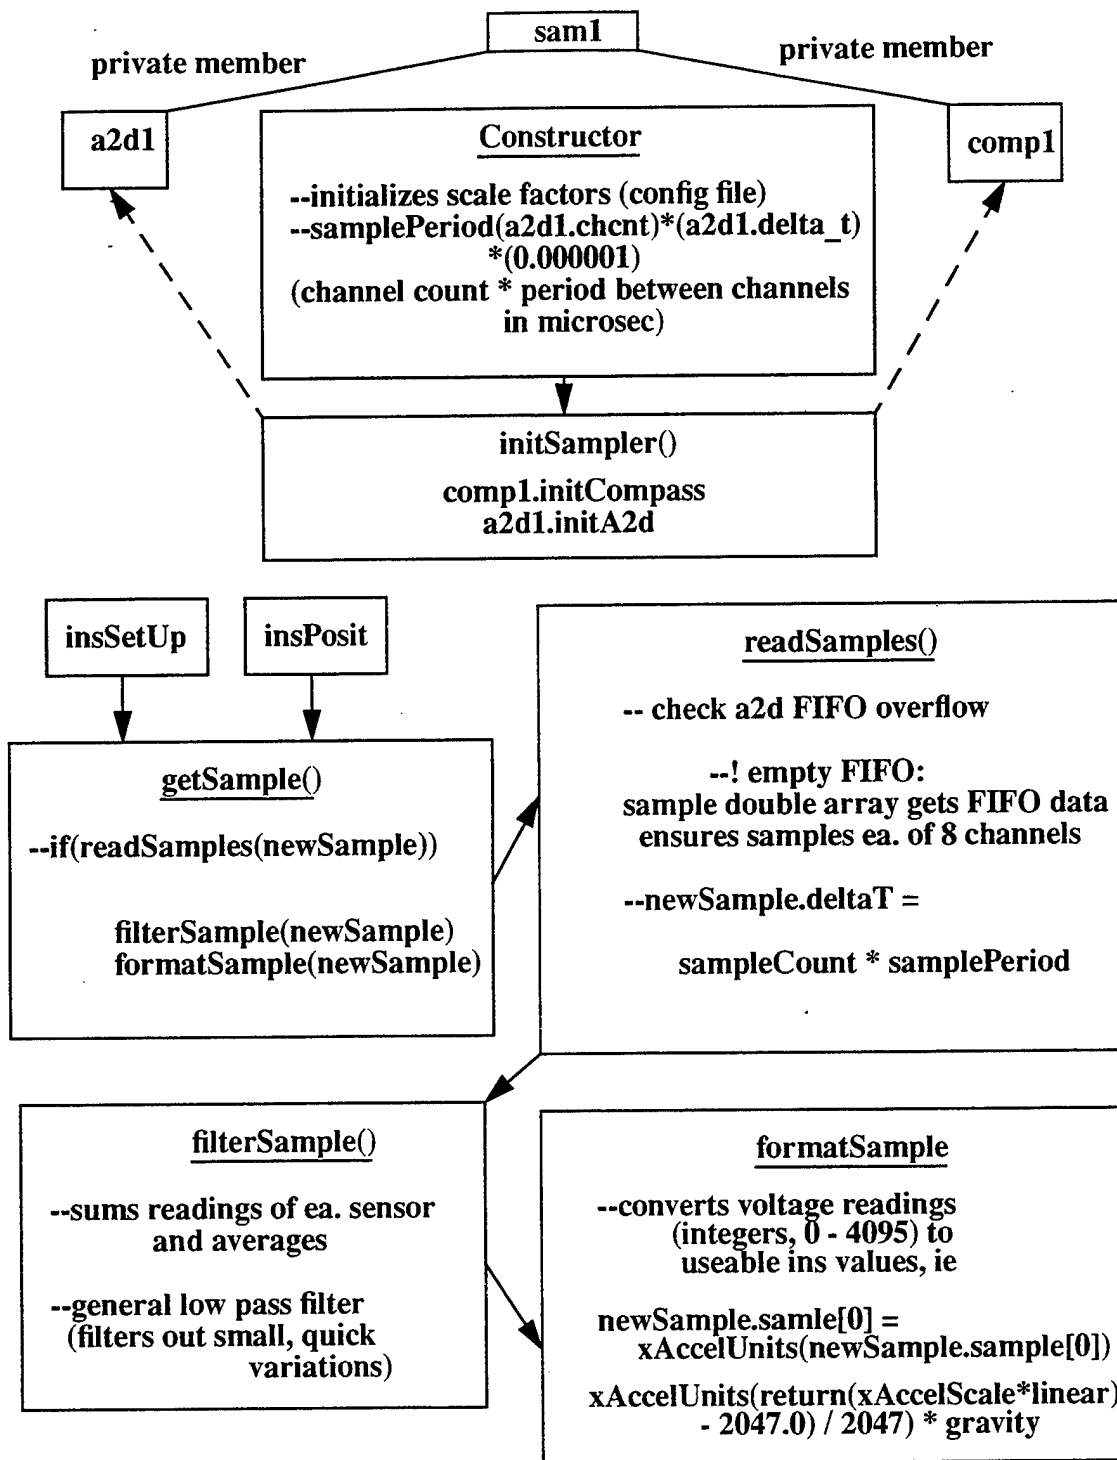 sam1
private member
private member
a2d1
comp1
Constructor
--initializes scale factors (config file)
--samplePeriod(a2d1.chcnt)*(a2d1.delta_t)
*(0.000001)
(channel count * period between channels
in microsec)
initSampler()
comp1.initCompass
a2d1.initA2d
insSetUp
insPosit
getSample()
--if(readSamples(newSample))
filterSample(newSample)
formatSample(newSample)
readSamples()
-- check a2d FIFO overflow
--! empty FIFO:
sample double array gets FIFO data
ensures samples ea. of 8 channels
--newSample.deltaT =
sampleCount * samplePeriod
filterSample()
--sums readings of ea. sensor
and averages
--general low pass filter
(filters out small, quick
variations)
formatSample
--converts voltage readings
(integers, 0 - 4095) to
useable ins values, ie
newSample.samle[0] =
xAccelUnits(newSample.sample[0])
xAccelUnits(return(xAccelScale*linear)
- 2047.0) / 2047) * gravity